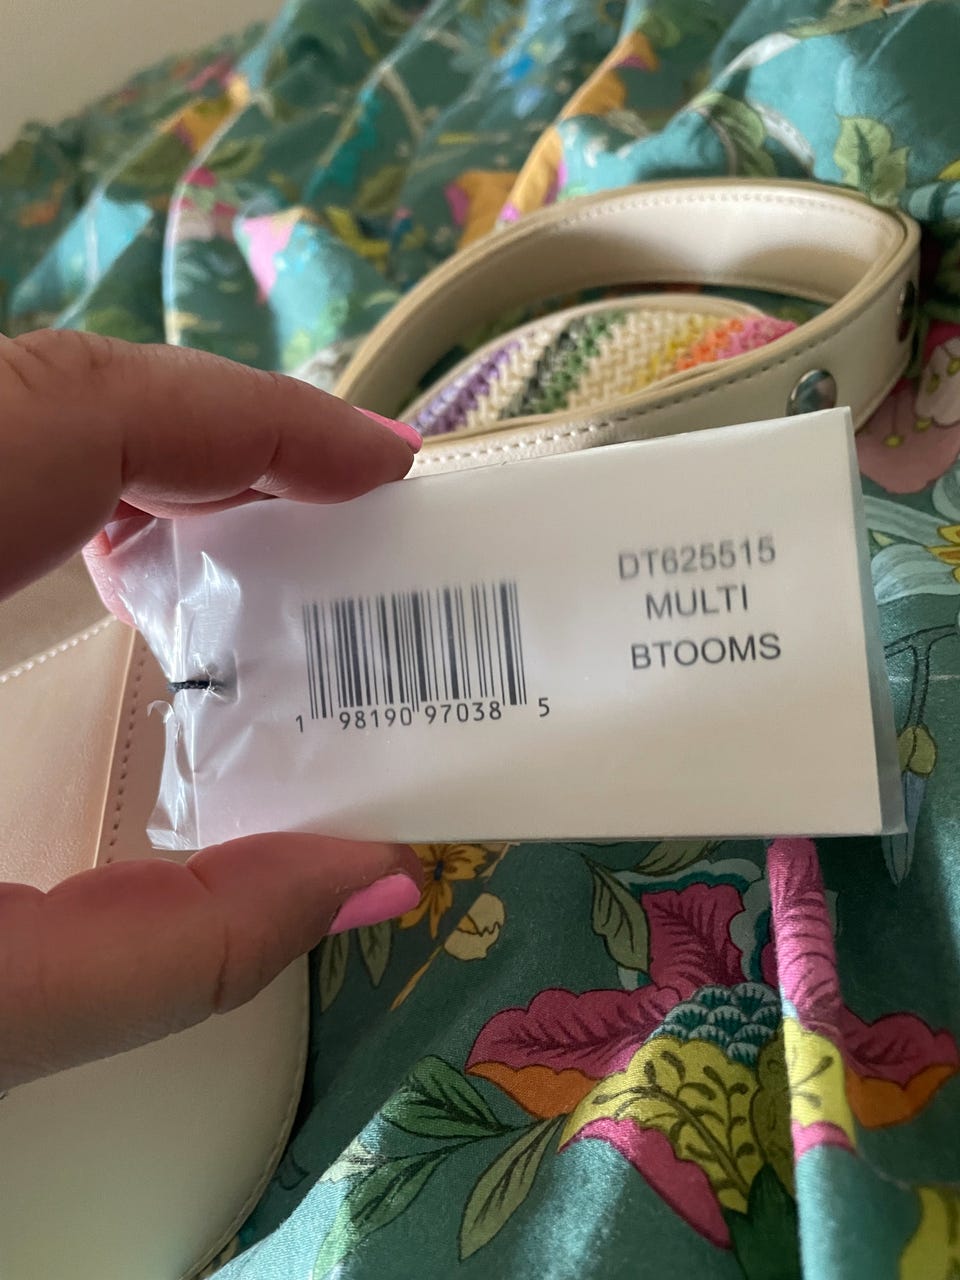 DT625515
MULTI
BTOOMS
1 98190 97038 5